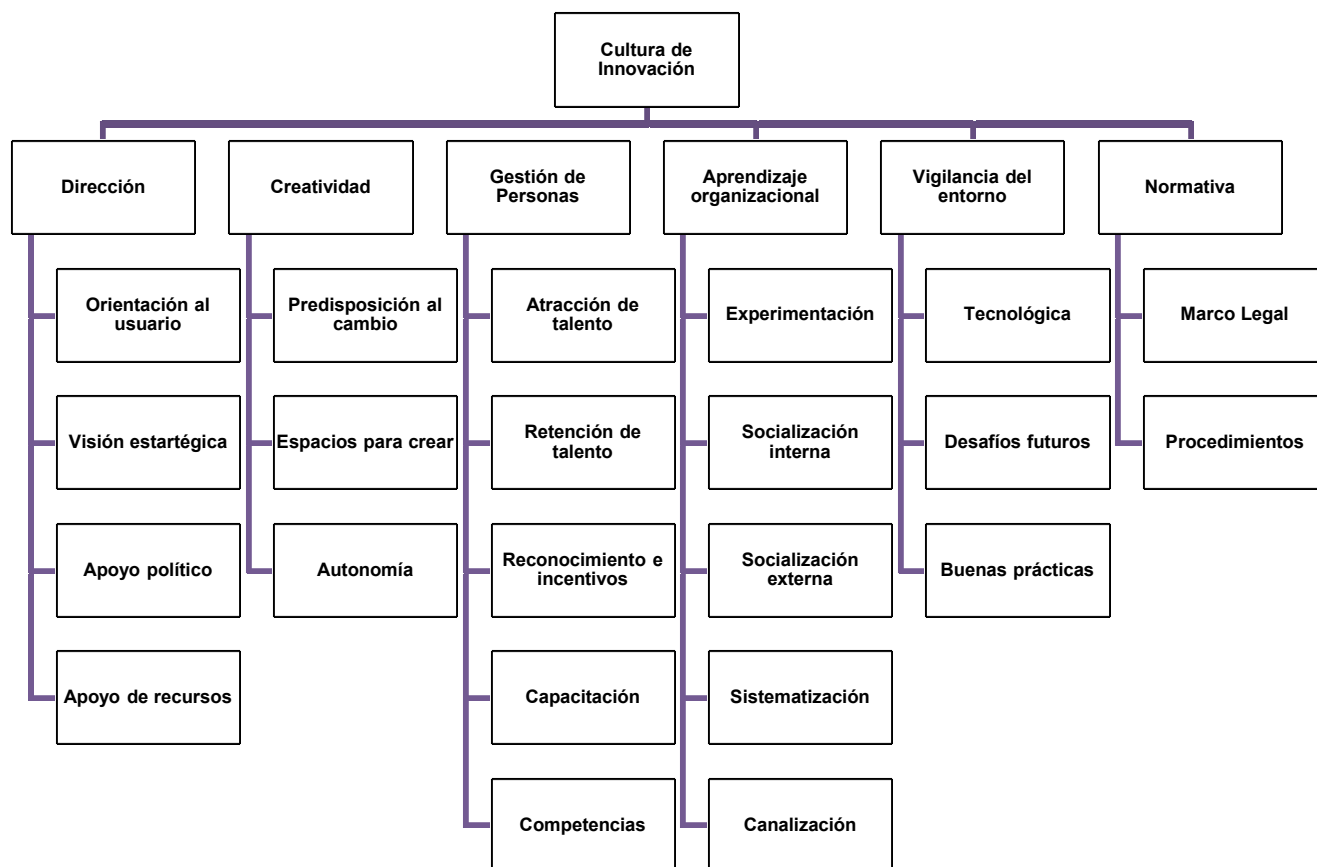 Cultura de
Innovación
Dirección
Creatividad
Gestión de
Personas
Aprendizaje
organizacional
Vigilancia del
entorno
Normativa
Orientación al
usuario
Predisposición al
cambio
Atracción de
talento
Experimentación
Tecnológica
Marco Legal
Visión estartégica
Espacios para crear
Retención de
talento
Socialización
interna
Desafíos futuros
Procedimientos
Apoyo político
Autonomía
Reconocimiento e
incentivos
Socialización
externa
Buenas prácticas
Apoyo de recursos
Capacitación
Sistematización
Competencias
Canalización